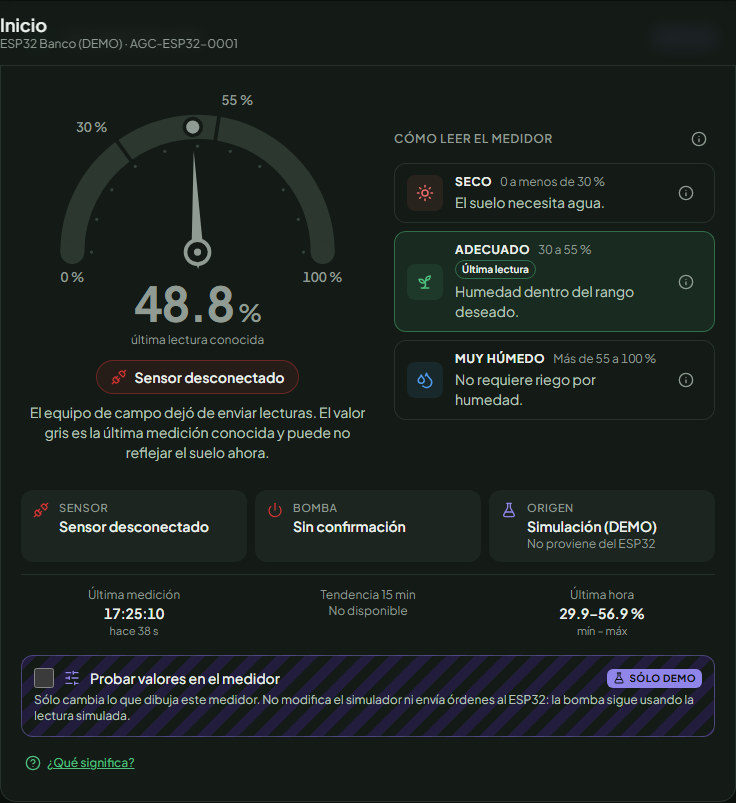 Inicio
ESP32 Banco (DEMO) · AGC-ESP32-0001
55 %
30 %
0 %
100 %
48.8 %
última lectura conocida
Sensor desconectado
El equipo de campo dejó de enviar lecturas. El valor
gris es la última medición conocida y puede no
reflejar el suelo ahora.
CÓMO LEER EL MEDIDOR
SECO 0 a menos de 30 %
El suelo necesita agua.
ADECUADO 30 a 55 %
Última lectura
Humedad dentro del rango
deseado.
MUY HÚMEDO Más de 55 a 100 %
No requiere riego por
humedad.
SENSOR
Sensor desconectado
BOMBA
Sin confirmación
ORIGEN
Simulación (DEMO)
No proviene del ESP32
Última medición
17:25:10
hace 38 s
Tendencia 15 min
No disponible
Última hora
29.9–56.9 %
mín – máx
Probar valores en el medidor
SÓLO DEMO
Sólo cambia lo que dibuja este medidor. No modifica el simulador ni envía órdenes al ESP32: la bomba sigue usando la
lectura simulada.
¿Qué significa?